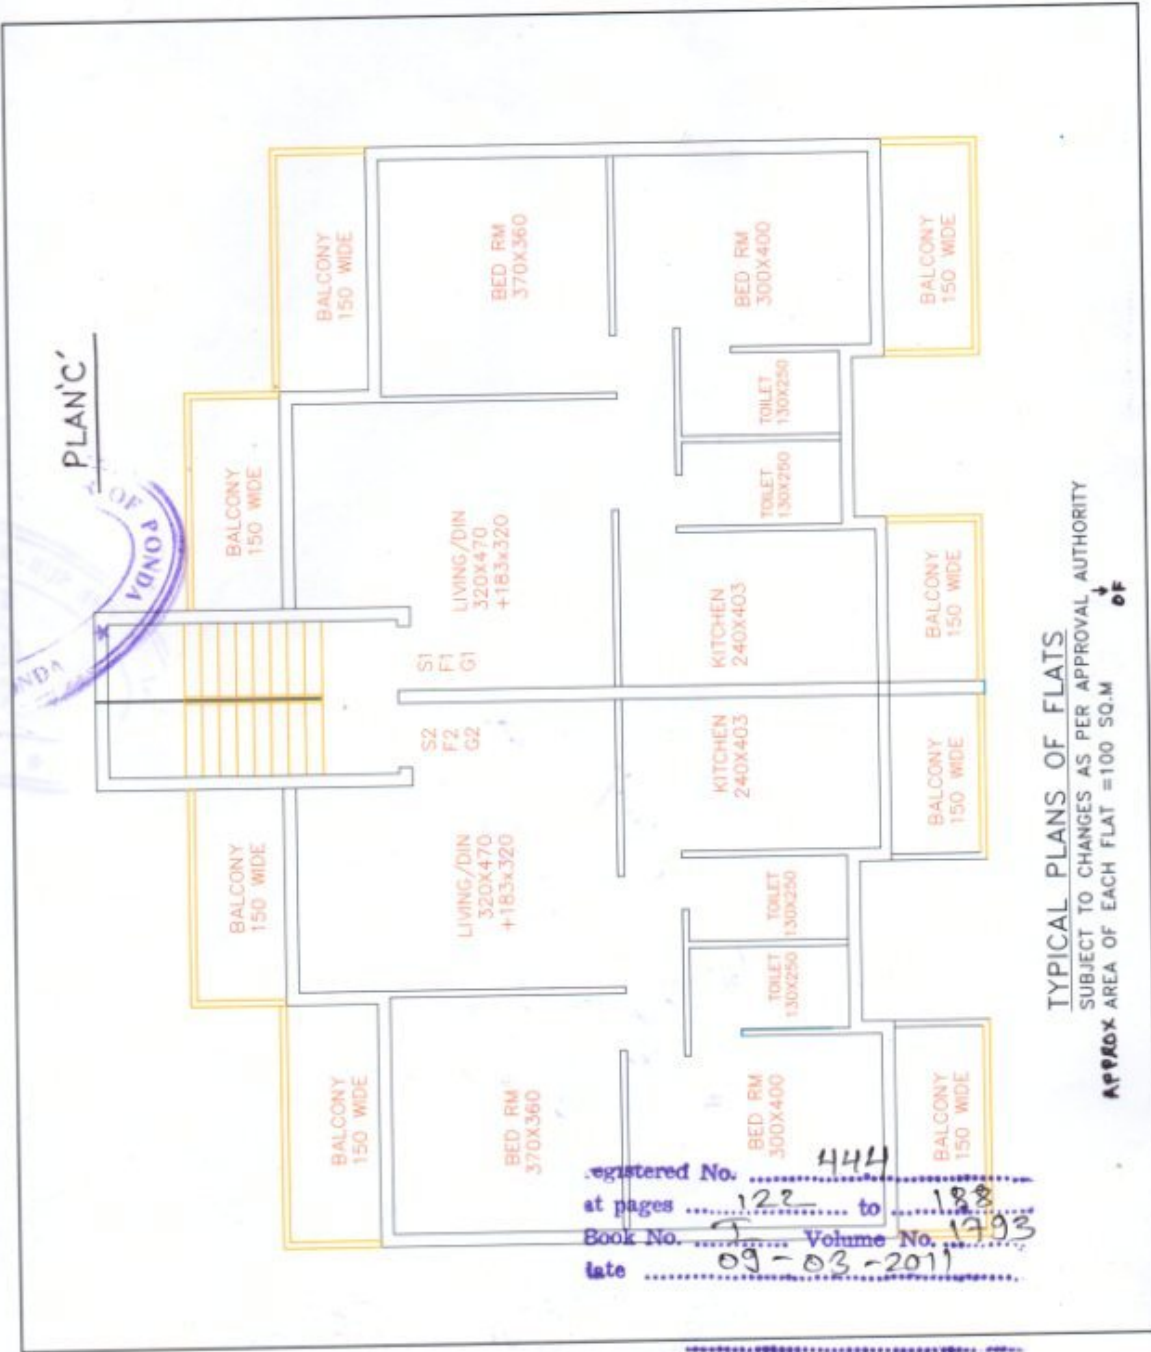 PLAN'C'
OF PONDA
NDA
BALCONY
150 WIDE
BALCONY
150 WIDE
BALCONY
150 WIDE
BALCONY
150 WIDE
BED RM
370X360
LIVING/DIN
320X470
+183x320
S2
F2
G2
S1
F1
G1
LIVING/DIN
320X470
+183x320
BED RM
370X360
BED RM
300X400
TOILET
130X250
TOILET
130X250
KITCHEN
240X403
KITCHEN
240X403
TOILET
130X250
TOILET
130X250
BED RM
300X400
BALCONY
150 WIDE
BALCONY
150 WIDE
BALCONY
150 WIDE
BALCONY
150 WIDE
TYPICAL PLANS OF FLATS
SUBJECT TO CHANGES AS PER APPROVAL AUTHORITY
OF
APPROX AREA OF EACH FLAT =100 SQ.M
egistered No. 444
at pages 122 to 188
Book No. I Volume No. 1793
date 09-03-2011